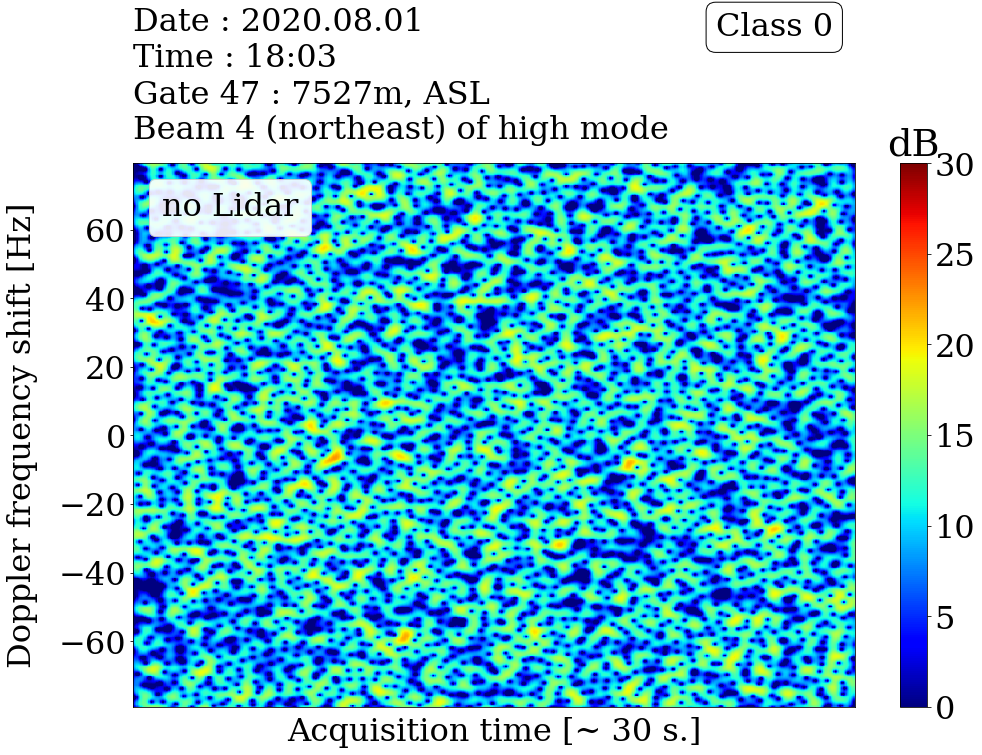 Date : 2020.08.01
Time : 18:03
Gate 47 : 7527m, ASL
Beam 4 (northeast) of high mode
Class 0
dB
no Lidar
Doppler frequency shift [Hz]
60
40
20
0
−20
−40
−60
30
25
20
15
10
5
0
Acquisition time [~ 30 s.]